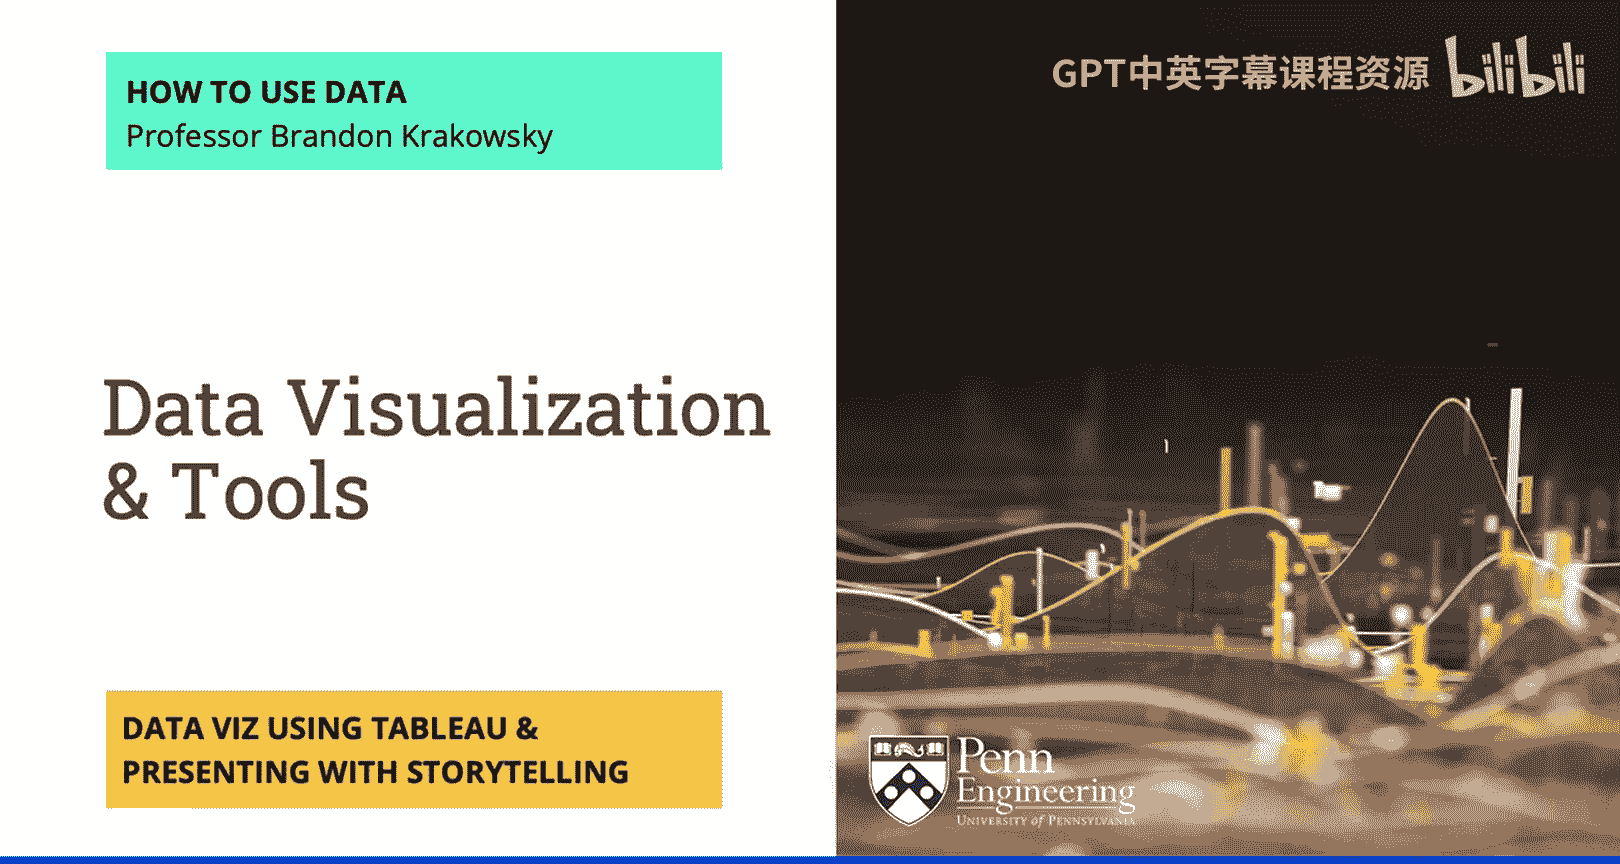 HOW TO USE DATA
Professor Brandon Krakowsky
GPT中英字幕课程资源 bilibili
Data Visualization
& Tools
DATA VIZ USING TABLEAU &
PRESENTING WITH STORYTELLING
Penn
Engineering
UNIVERSITY of PENNSYLVANIA